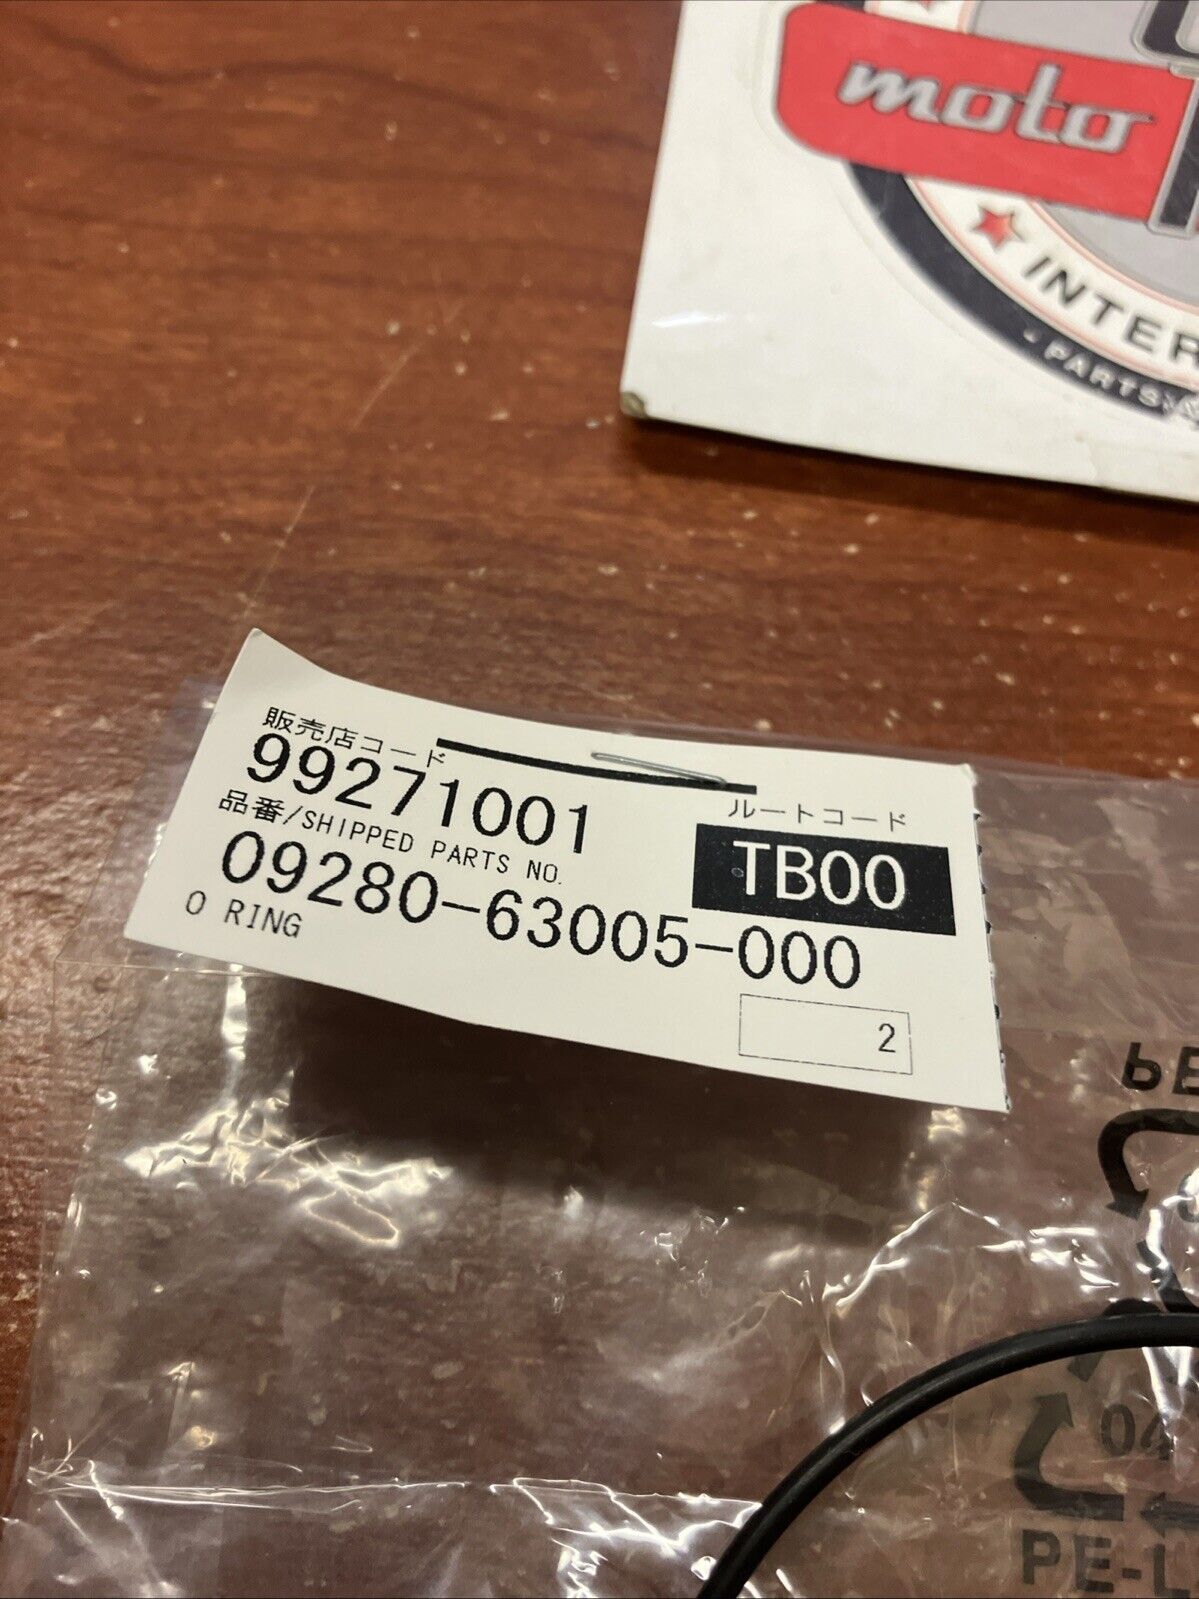 moto
INTER
• PARTS &
販売店コード
99271001
ルートコード
TB00
品番/SHIPPED PARTS NO.
09280-63005-000
O RING
2
04
PE-L